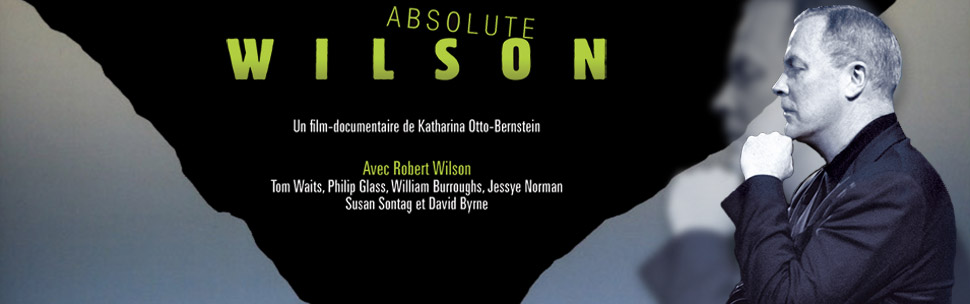 ABSOLUTE
WILSON
Un film-documentaire de Katharina Otto-Bernstein
Avec Robert Wilson
Tom Waits, Philip Glass, William Burroughs, Jessye Norman
Susan Sontag et David Byrne